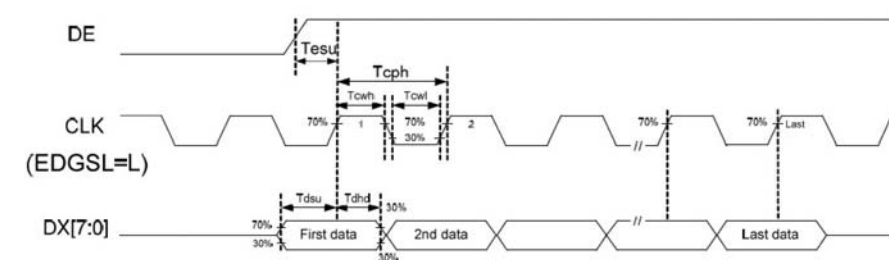 DE
Tesu
Tcph
Tcwh
Tcwl
CLK
70%
1
70%
2
70%
70%
Last
30%
(EDGSL=L)
//
Tdsu
Tdhd
30%
DX[7:0]
70%
First data
2nd data
//
Last data
30%
30%